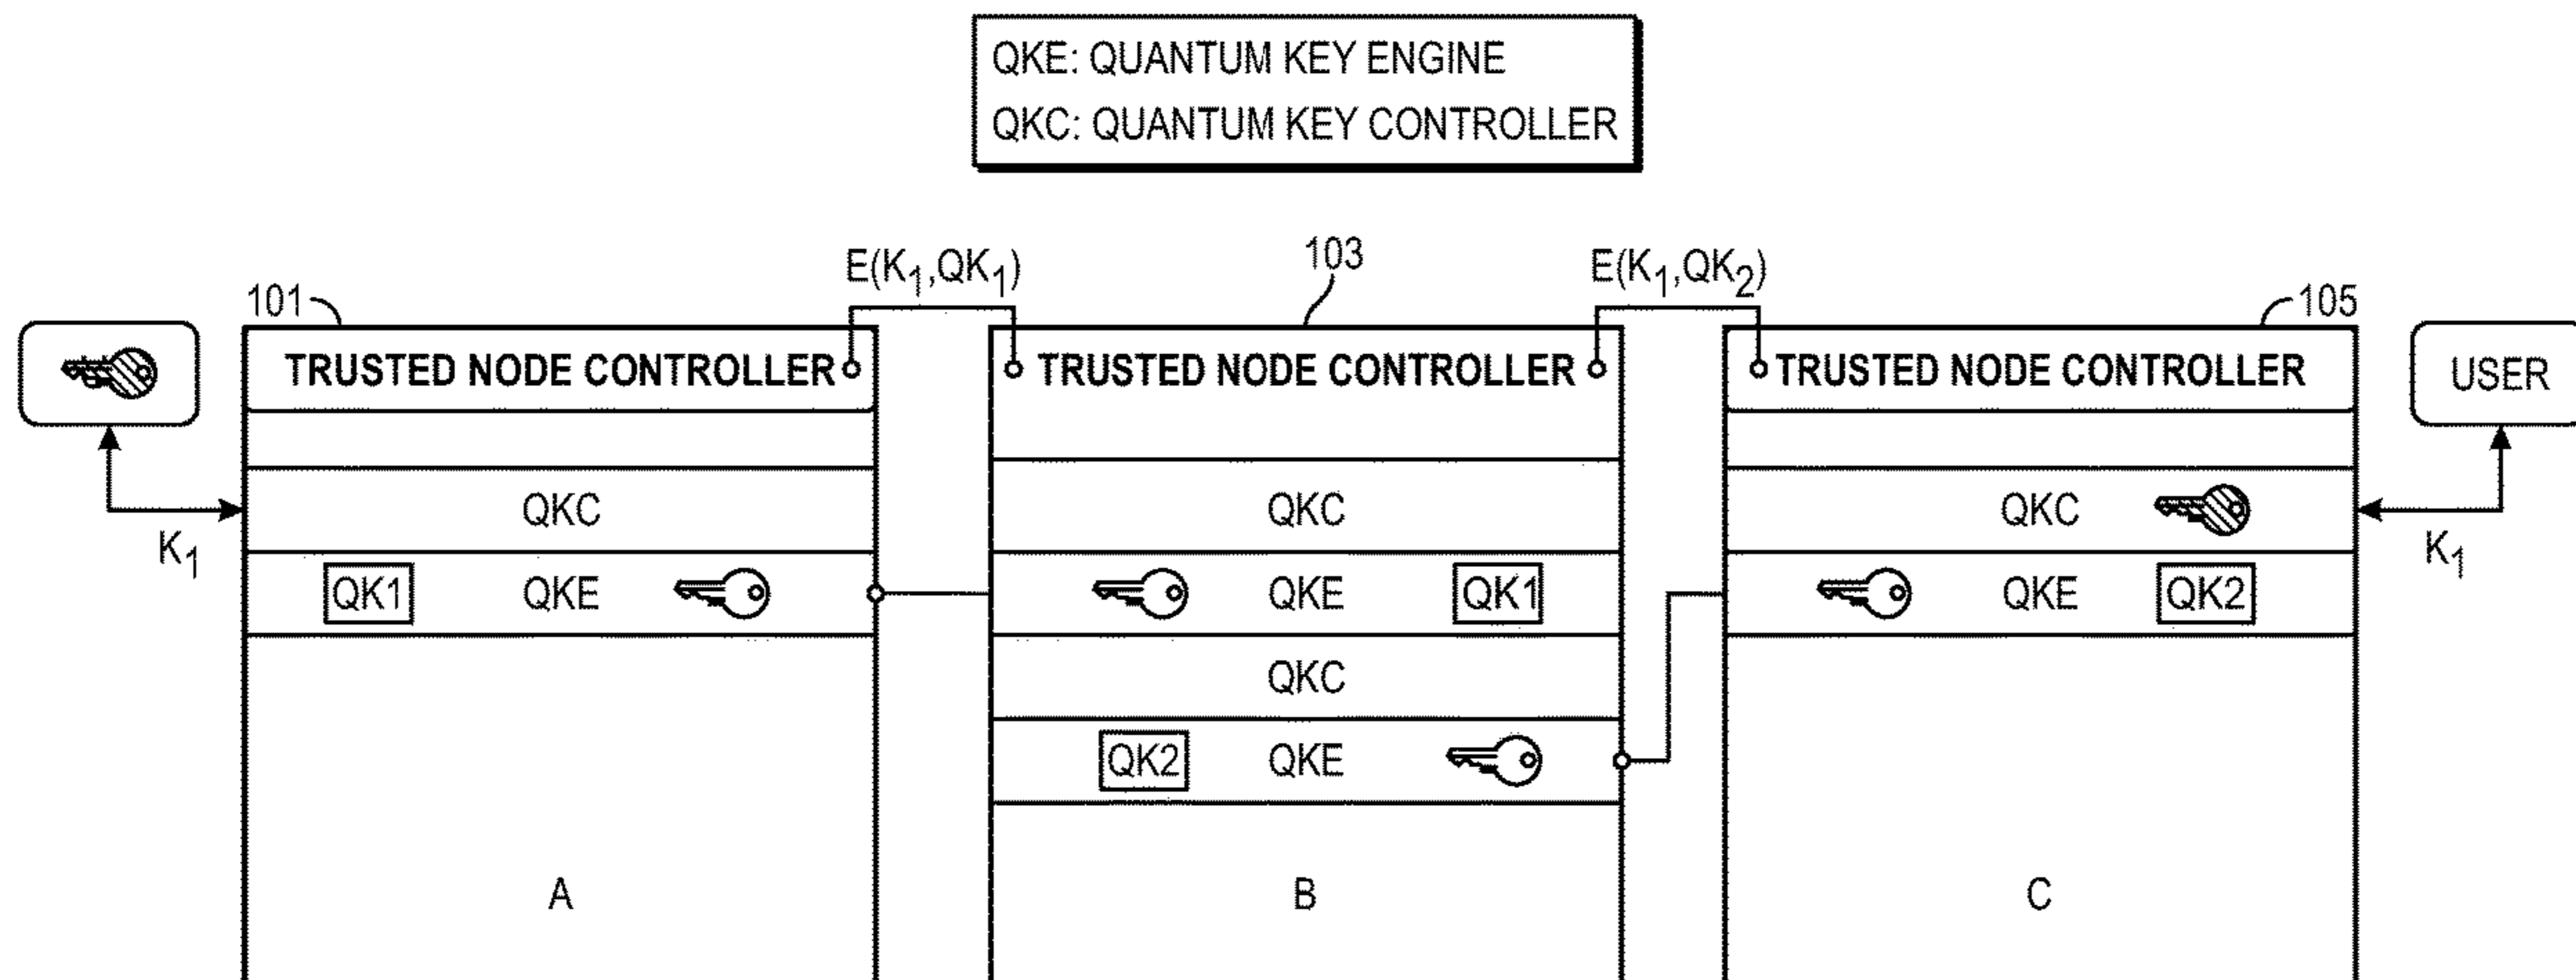 QKE: QUANTUM KEY ENGINE
QKC: QUANTUM KEY CONTROLLER
E(K1,QK1)
103
E(K1,QK2)
101
105
TRUSTED NODE CONTROLLER
TRUSTED NODE CONTROLLER
TRUSTED NODE CONTROLLER
USER
QKC
QKC
QKC
K1
K1
QK1 QKE
QKE QK1
QKE QK2
QKC
QK2 QKE
A
B
C